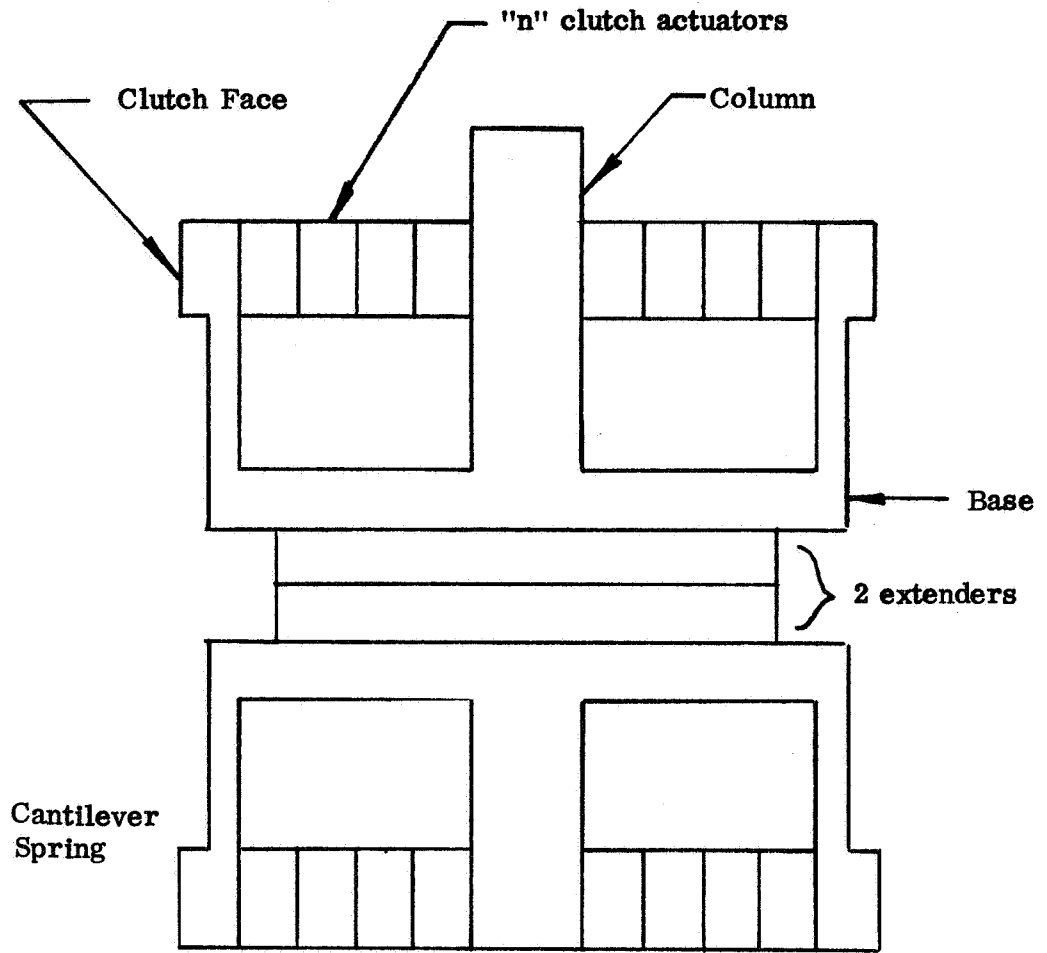 "n" clutch actuators
Clutch Face
Column
Base
2 extenders
Cantilever
Spring